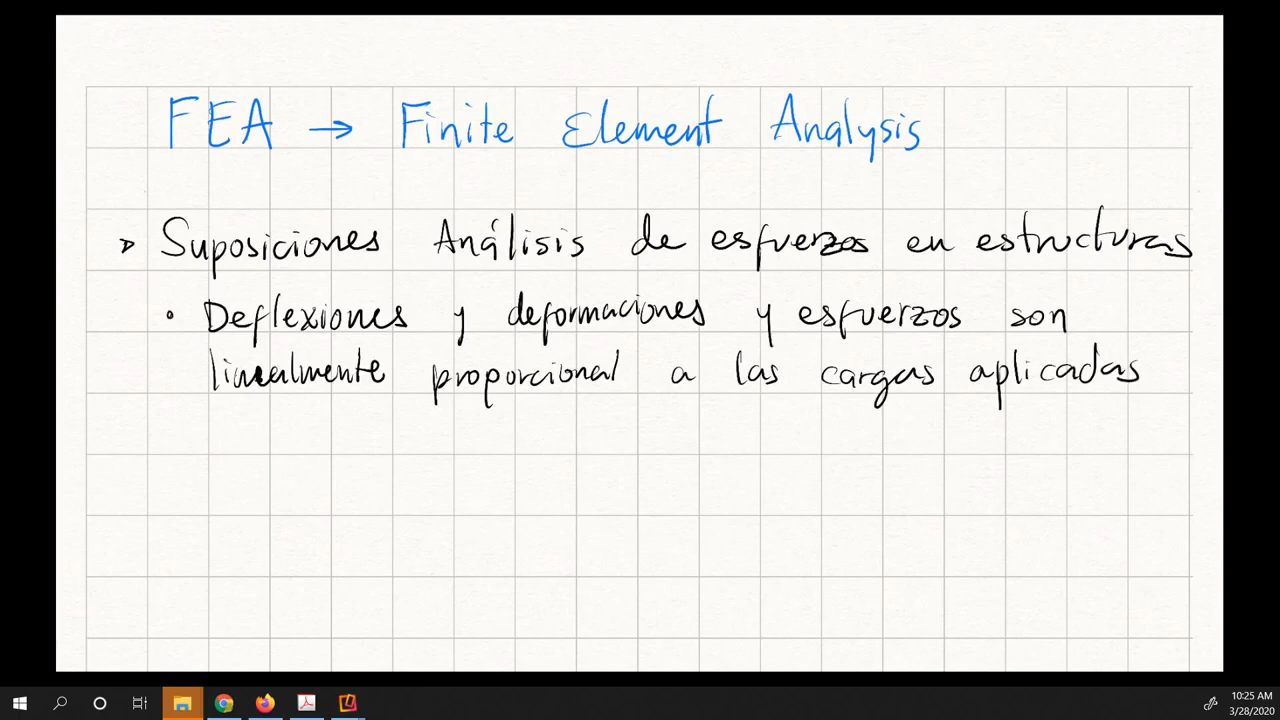 FEA → Finite Element Analysis
Suposiciones Análisis de esfuerzos en estructuras
• Deflexiones y deformaciones y esfuerzos son
linealmente proporcional a las cargas aplicadas
10:25 AM
3/28/2020